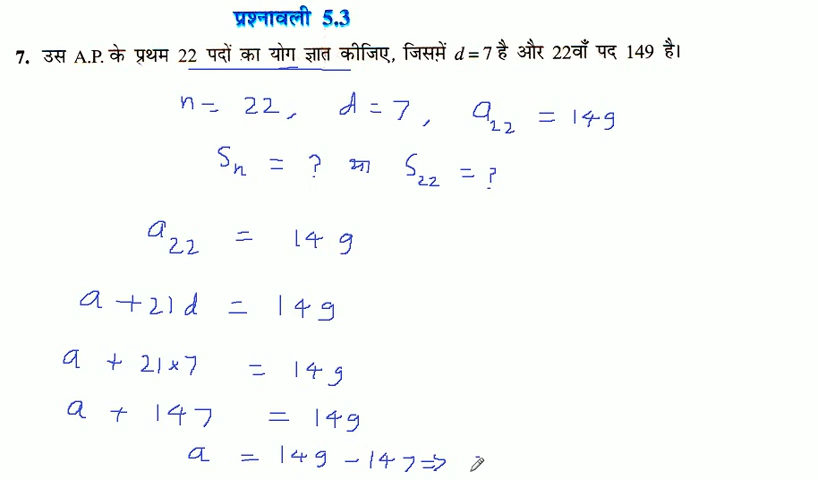 प्रश्नावली 5.3
7. उस A.P. के प्रथम 22 पदों का योग ज्ञात कीजिए, जिसमें d = 7 है और 22वाँ पद 149 है।
n = 22, d = 7, a₂₂ = 149
Sₙ = ? या S₂₂ = ?
a₂₂ = 149
a + 21d = 149
a + 21×7 = 149
a + 147 = 149
a = 149 - 147 ⇒